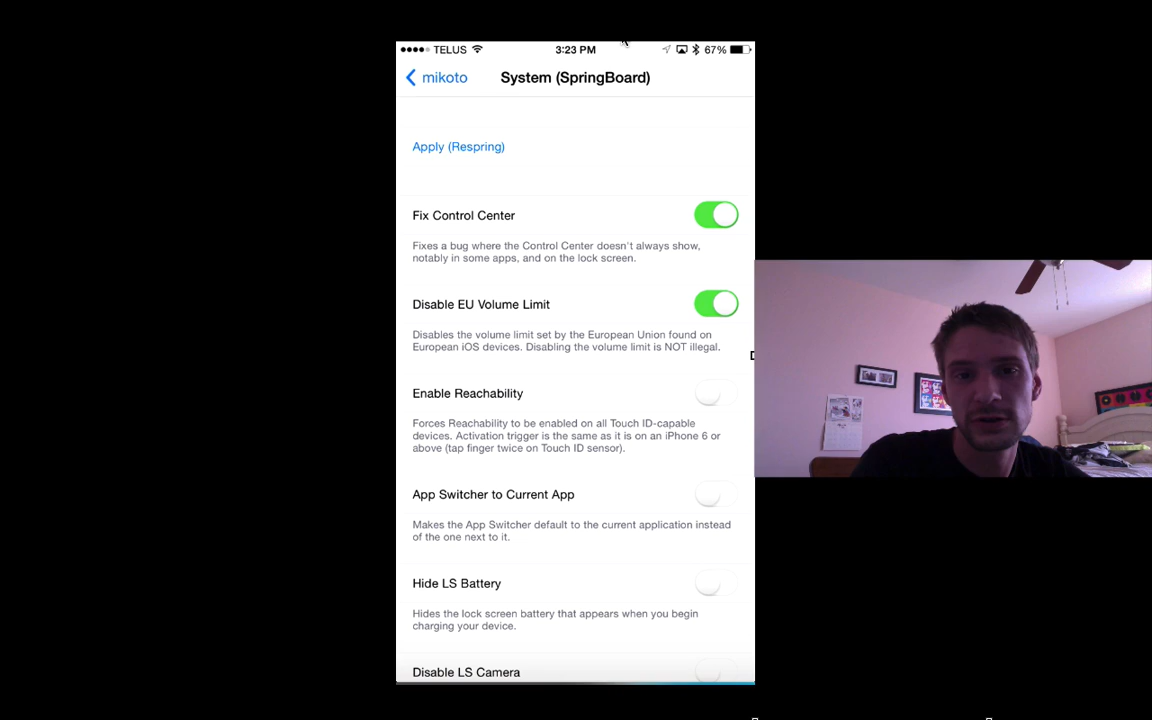 TELUS 3:23 PM 67%
mikoto System (SpringBoard)
Apply (Respring)
Fix Control Center
Fixes a bug where the Control Center doesn't always show,
notably in some apps, and on the lock screen.
Disable EU Volume Limit
Disables the volume limit set by the European Union found on
European iOS devices. Disabling the volume limit is NOT illegal.
Enable Reachability
Forces Reachability to be enabled on all Touch ID-capable
devices. Activation trigger is the same as it is on an iPhone 6 or
above (tap finger twice on Touch ID sensor).
App Switcher to Current App
Makes the App Switcher default to the current application instead
of the one next to it.
Hide LS Battery
Hides the lock screen battery that appears when you begin
charging your device.
Disable LS Camera